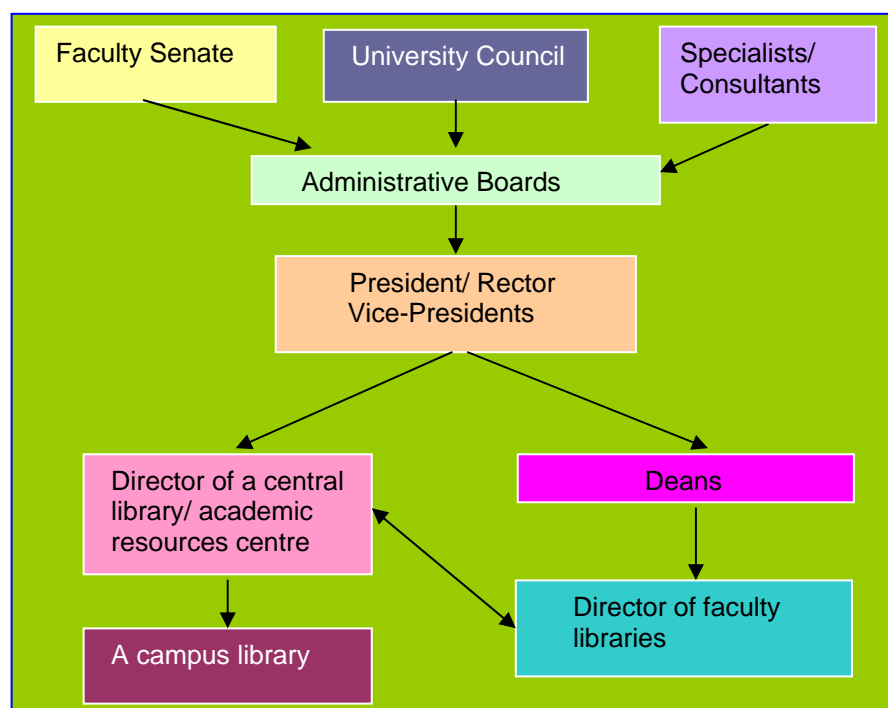 Faculty Senate
University Council
Specialists/
Consultants
Administrative Boards
President/ Rector
Vice-Presidents
Director of a central
library/ academic
resources centre
Deans
Director of faculty
libraries
A campus library